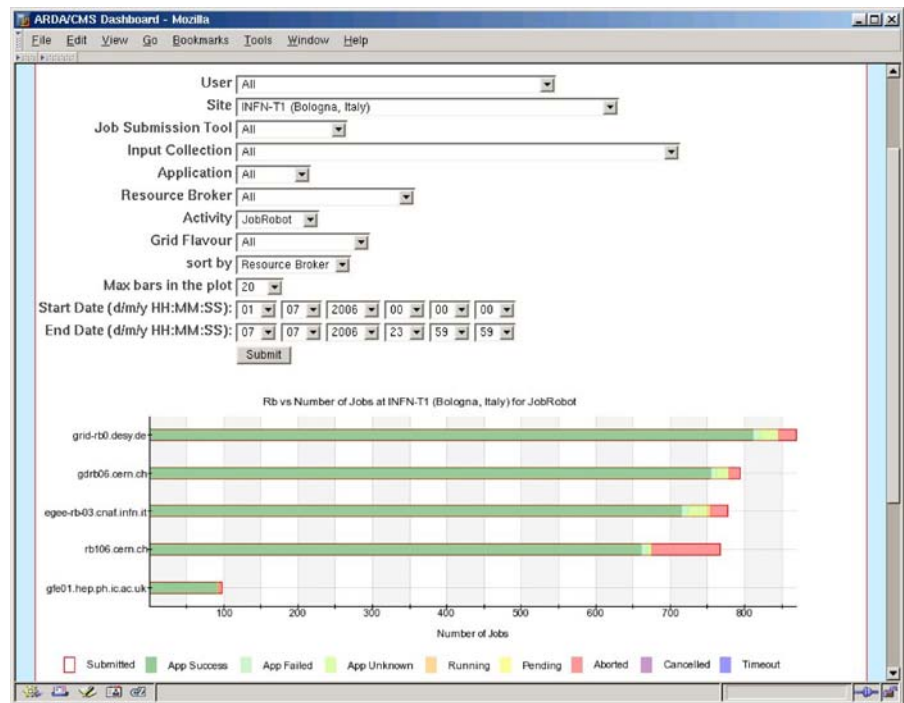 ARDA/CMS Dashboard - Mozilla
File Edit View Go Bookmarks Tools Window Help
User All
Site INFN-T1 (Bologna, Italy)
Job Submission Tool All
Input Collection All
Application All
Resource Broker All
Activity JobRobot
Grid Flavour All
sort by Resource Broker
Max bars in the plot 20
Start Date (d/m/y HH:MM:SS): 01 07 2006 00 00 00
End Date (d/m/y HH:MM:SS): 07 07 2006 23 59 59
Submit
Rb vs Number of Jobs at INFN-T1 (Bologna, Italy) for JobRobot
grid-rb0.desy.de
gdrb06.cern.ch
egee-rb-03.cnaf.infn.it
rb106.cern.ch
gfe01.hep.ph.ic.ac.uk
100 200 300 400 500 600 700 800
Number of Jobs
Submitted App Success App Failed App Unknown Running Pending Aborted Cancelled Timeout